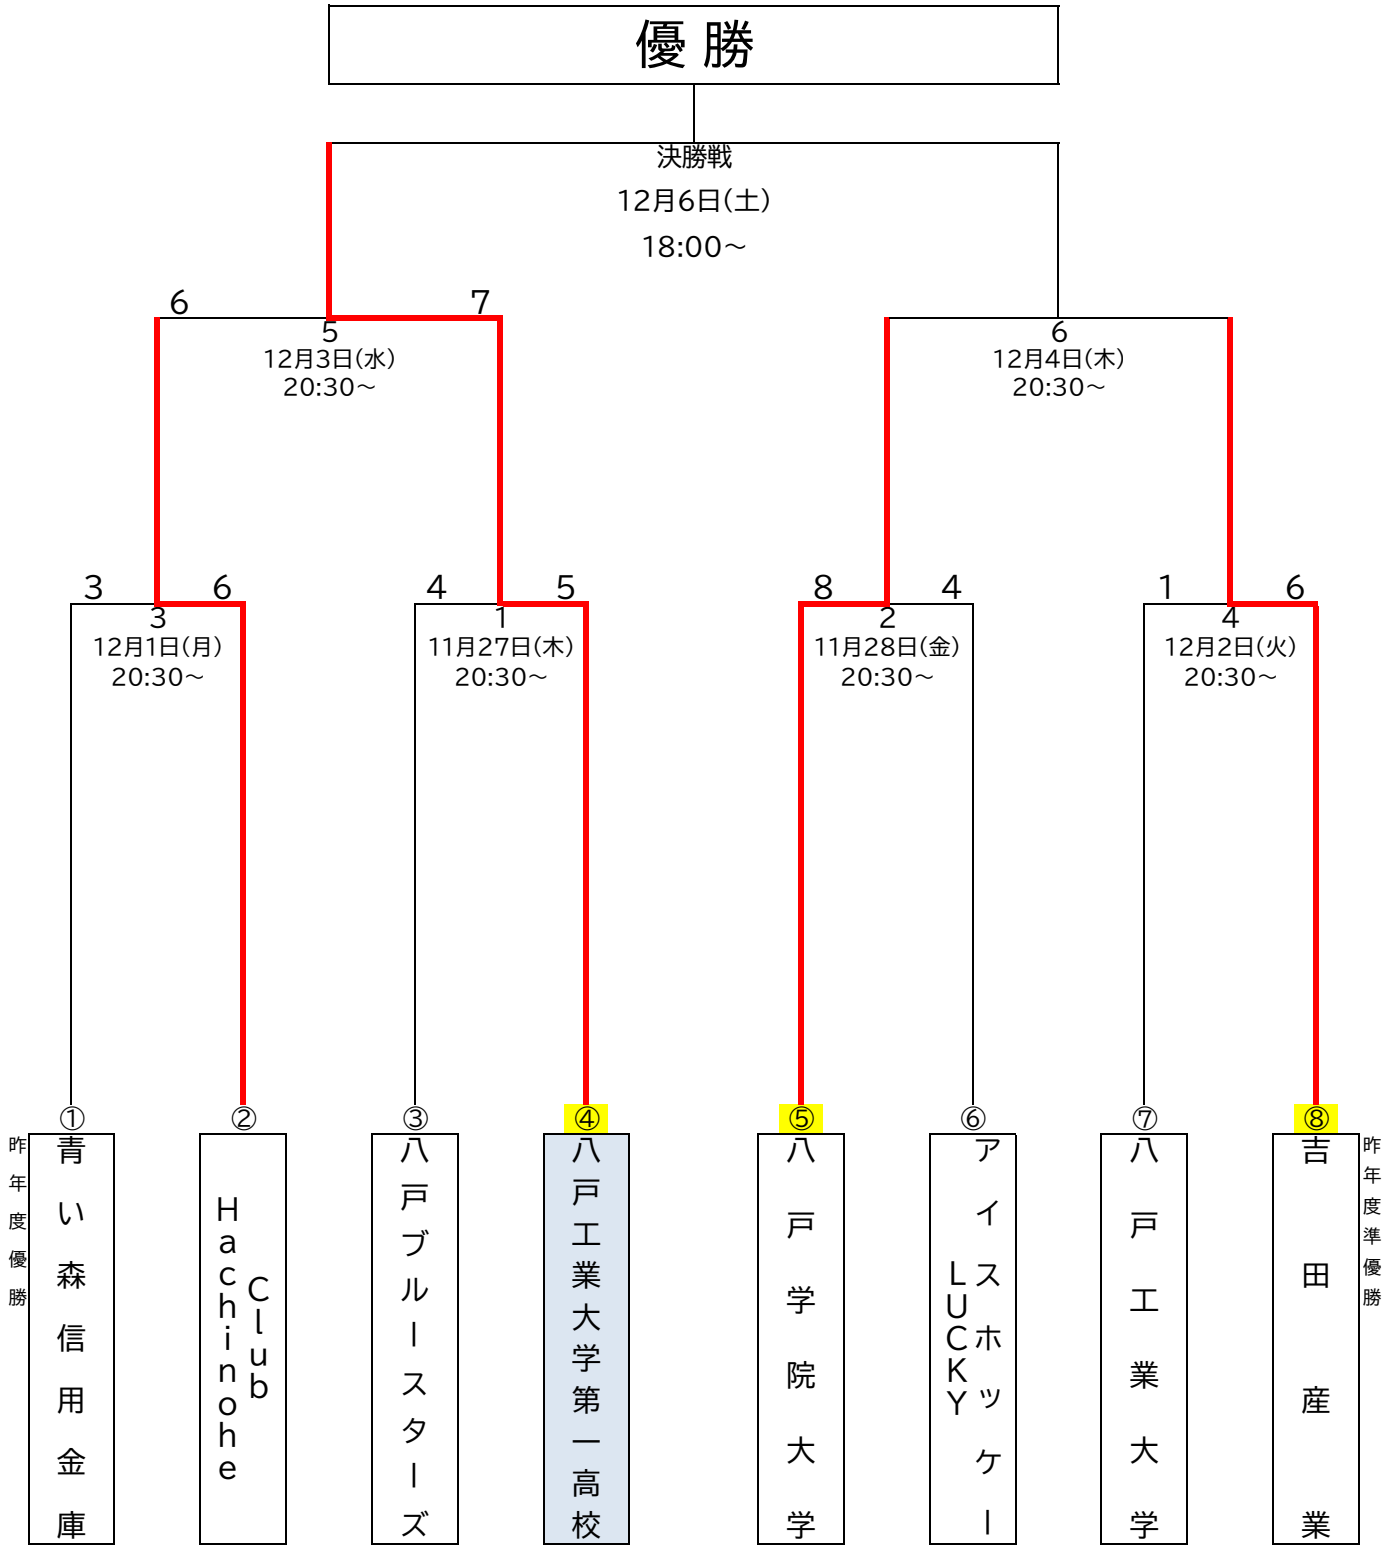 優勝
決勝戦
12月6日(土)
18:00～
6
7
5
12月3日(水)
20:30～
6
12月4日(木)
20:30～
3
6
3
12月1日(月)
20:30～
4
5
1
11月27日(木)
20:30～
8
4
2
11月28日(金)
20:30～
1
6
4
12月2日(火)
20:30～
昨年度優勝
①
青い森信用金庫
②
Club
Hachinohe
③
八戸ブルースターズ
④
八戸工業大学第一高校
⑤
八戸学院大学
⑥
アイスホッケー
LUCKY
⑦
八戸工業大学
⑧
吉田産業
昨年度準優勝